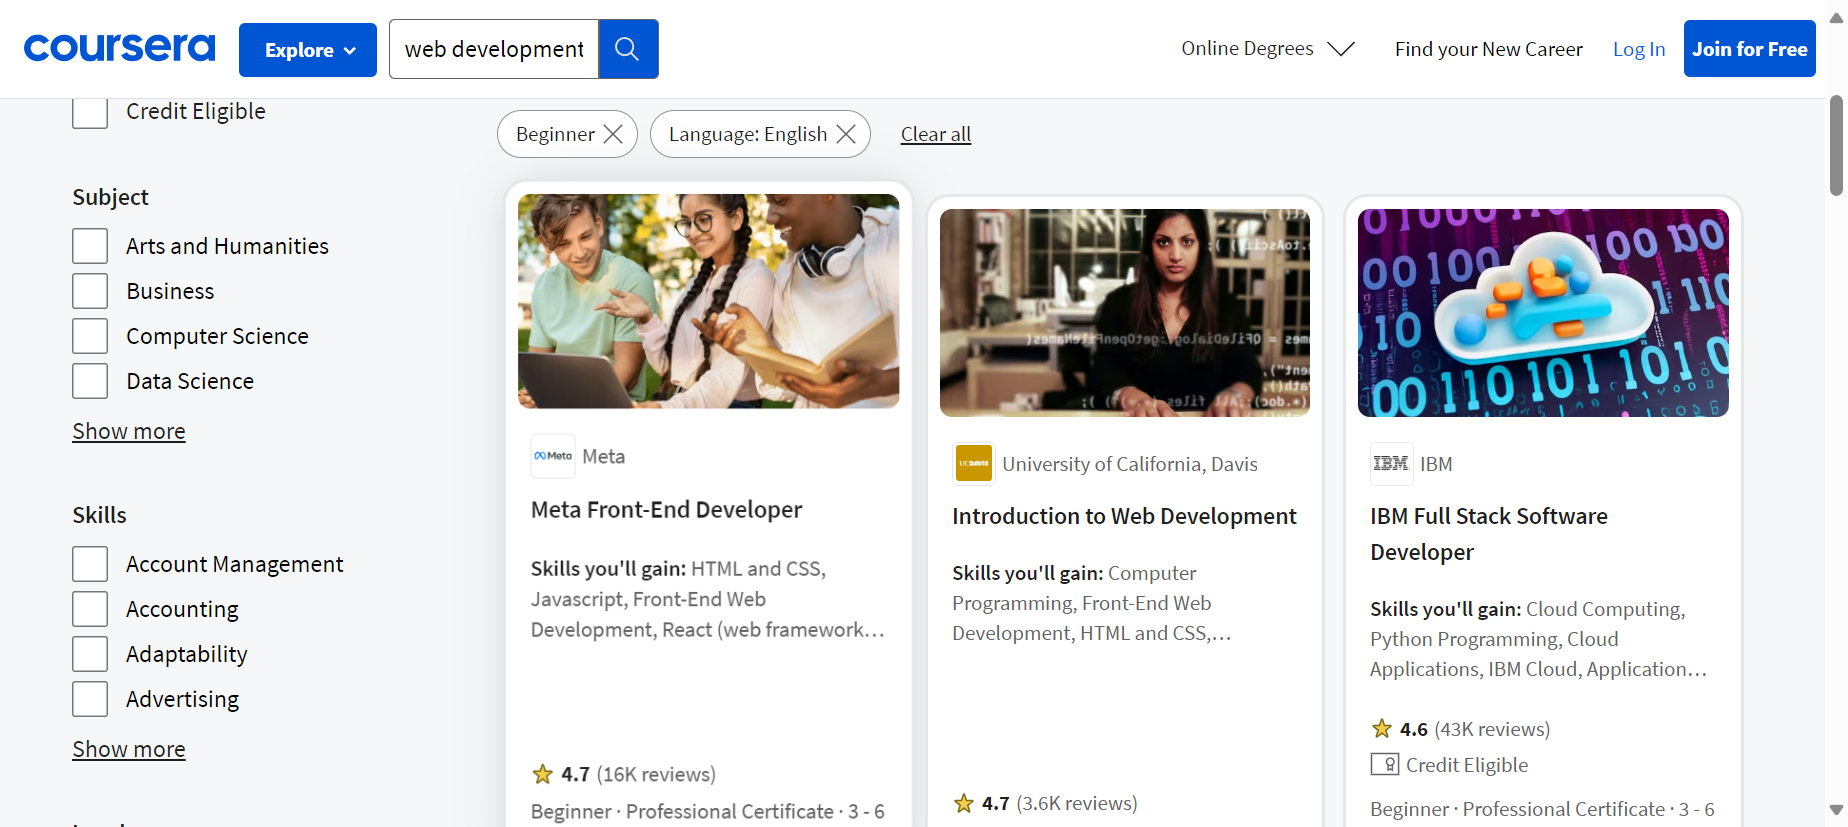 coursera
Explore
web development
Online Degrees
Find your New Career
Log In
Join for Free
Credit Eligible
Subject
Arts and Humanities
Business
Computer Science
Data Science
Show more
Skills
Account Management
Accounting
Adaptability
Advertising
Show more
Beginner
Language: English
Clear all
Meta
Meta
Meta Front-End Developer
Skills you'll gain: HTML and CSS,
Javascript, Front-End Web
Development, React (web framework...
4.7 (16K reviews)
Beginner · Professional Certificate · 3 - 6
UCDAVIS
University of California, Davis
Introduction to Web Development
Skills you'll gain: Computer
Programming, Front-End Web
Development, HTML and CSS,...
4.7 (3.6K reviews)
IBM
IBM
IBM Full Stack Software
Developer
Skills you'll gain: Cloud Computing,
Python Programming, Cloud
Applications, IBM Cloud, Application...
4.6 (43K reviews)
Credit Eligible
Beginner · Professional Certificate · 3 - 6